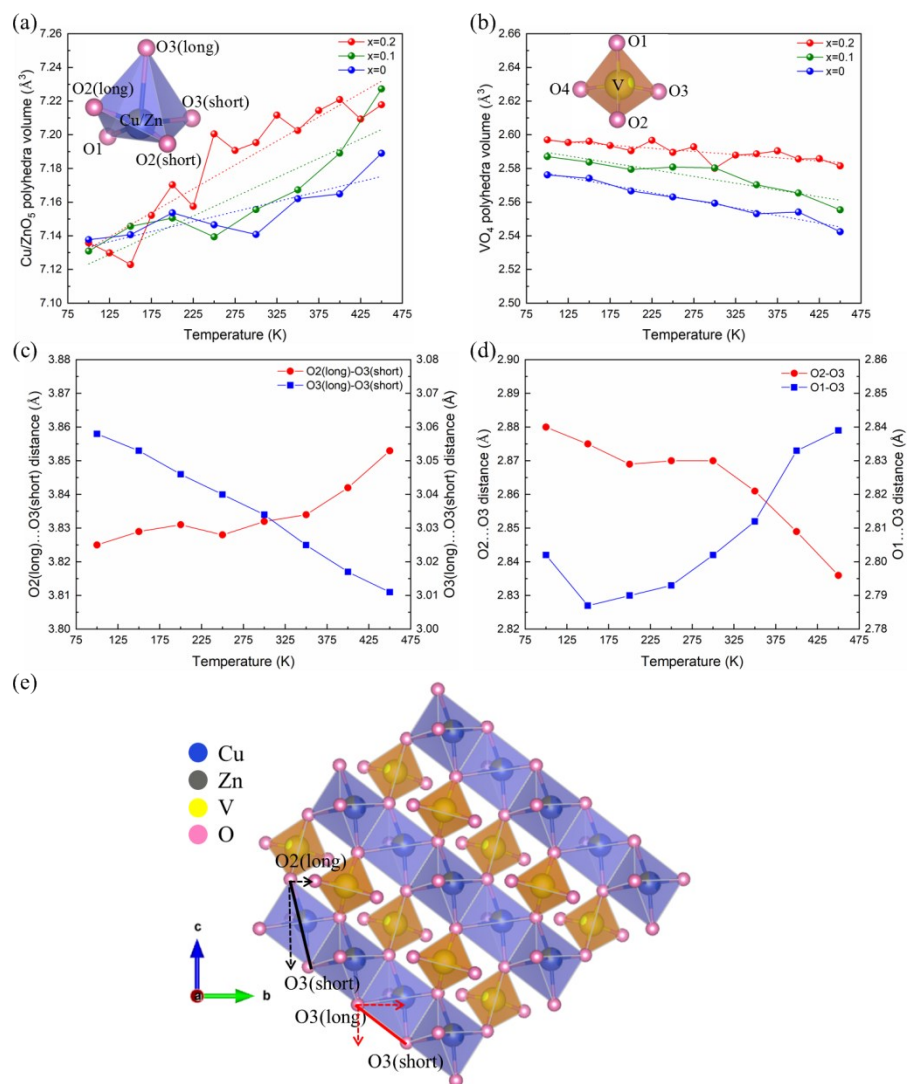 (a)
7.26
7.24
7.22
7.20
7.18
7.16
7.14
7.12
7.10
Cu/ZnO₅ polyhedra volume (Å³)
O3(long)
O2(long)
O3(short)
Cu/Zn
O1
O2(short)
x=0.2
x=0.1
x=0
75 125 175 225 275 325 375 425 475
Temperature (K)
(b)
2.66
2.64
2.62
2.60
2.58
2.56
2.54
2.52
2.50
VO₄ polyhedra volume (Å³)
O1
O4
V
O3
O2
x=0.2
x=0.1
x=0
75 125 175 225 275 325 375 425 475
Temperature (K)
(c)
3.88
3.87
3.86
3.85
3.84
3.83
3.82
3.81
3.80
O2(long)...O3(short) distance (Å)
O2(long)-O3(short)
O3(long)-O3(short)
3.08
3.07
3.06
3.05
3.04
3.03
3.02
3.01
3.00
O3(long)...O3(short) distance (Å)
75 125 175 225 275 325 375 425 475
Temperature (K)
(d)
2.90
2.89
2.88
2.87
2.86
2.85
2.84
2.83
2.82
O2...O3 distance (Å)
O2-O3
O1-O3
2.86
2.85
2.84
2.83
2.82
2.81
2.80
2.79
2.78
O1...O3 distance (Å)
75 125 175 225 275 325 375 425 475
Temperature (K)
(e)
Cu
Zn
V
O
O2(long)
O3(short)
O3(long)
O3(short)
c
a
b